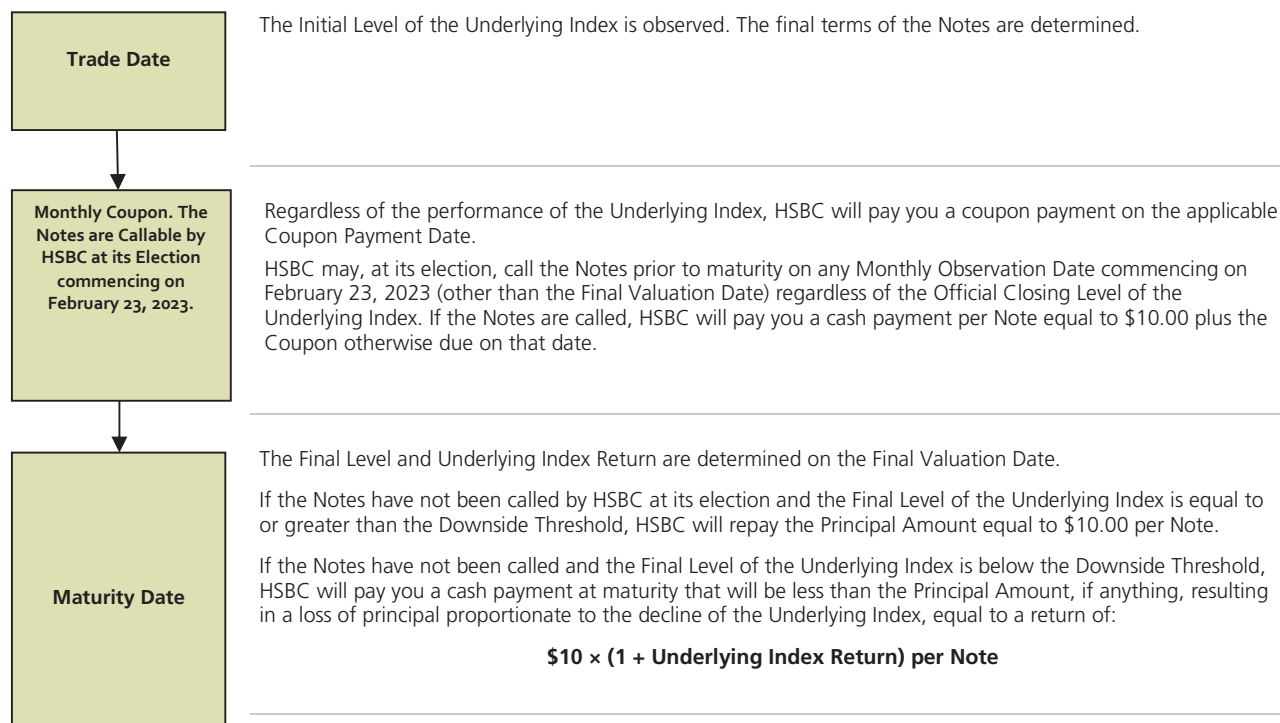 Trade Date
The Initial Level of the Underlying Index is observed. The final terms of the Notes are determined.
Monthly Coupon. The
Notes are Callable by
HSBC at its Election
commencing on
February 23, 2023.
Regardless of the performance of the Underlying Index, HSBC will pay you a coupon payment on the applicable
Coupon Payment Date.
HSBC may, at its election, call the Notes prior to maturity on any Monthly Observation Date commencing on
February 23, 2023 (other than the Final Valuation Date) regardless of the Official Closing Level of the
Underlying Index. If the Notes are called, HSBC will pay you a cash payment per Note equal to $10.00 plus the
Coupon otherwise due on that date.
Maturity Date
The Final Level and Underlying Index Return are determined on the Final Valuation Date.
If the Notes have not been called by HSBC at its election and the Final Level of the Underlying Index is equal to
or greater than the Downside Threshold, HSBC will repay the Principal Amount equal to $10.00 per Note.
If the Notes have not been called and the Final Level of the Underlying Index is below the Downside Threshold,
HSBC will pay you a cash payment at maturity that will be less than the Principal Amount, if anything, resulting
in a loss of principal proportionate to the decline of the Underlying Index, equal to a return of:
$10 × (1 + Underlying Index Return) per Note